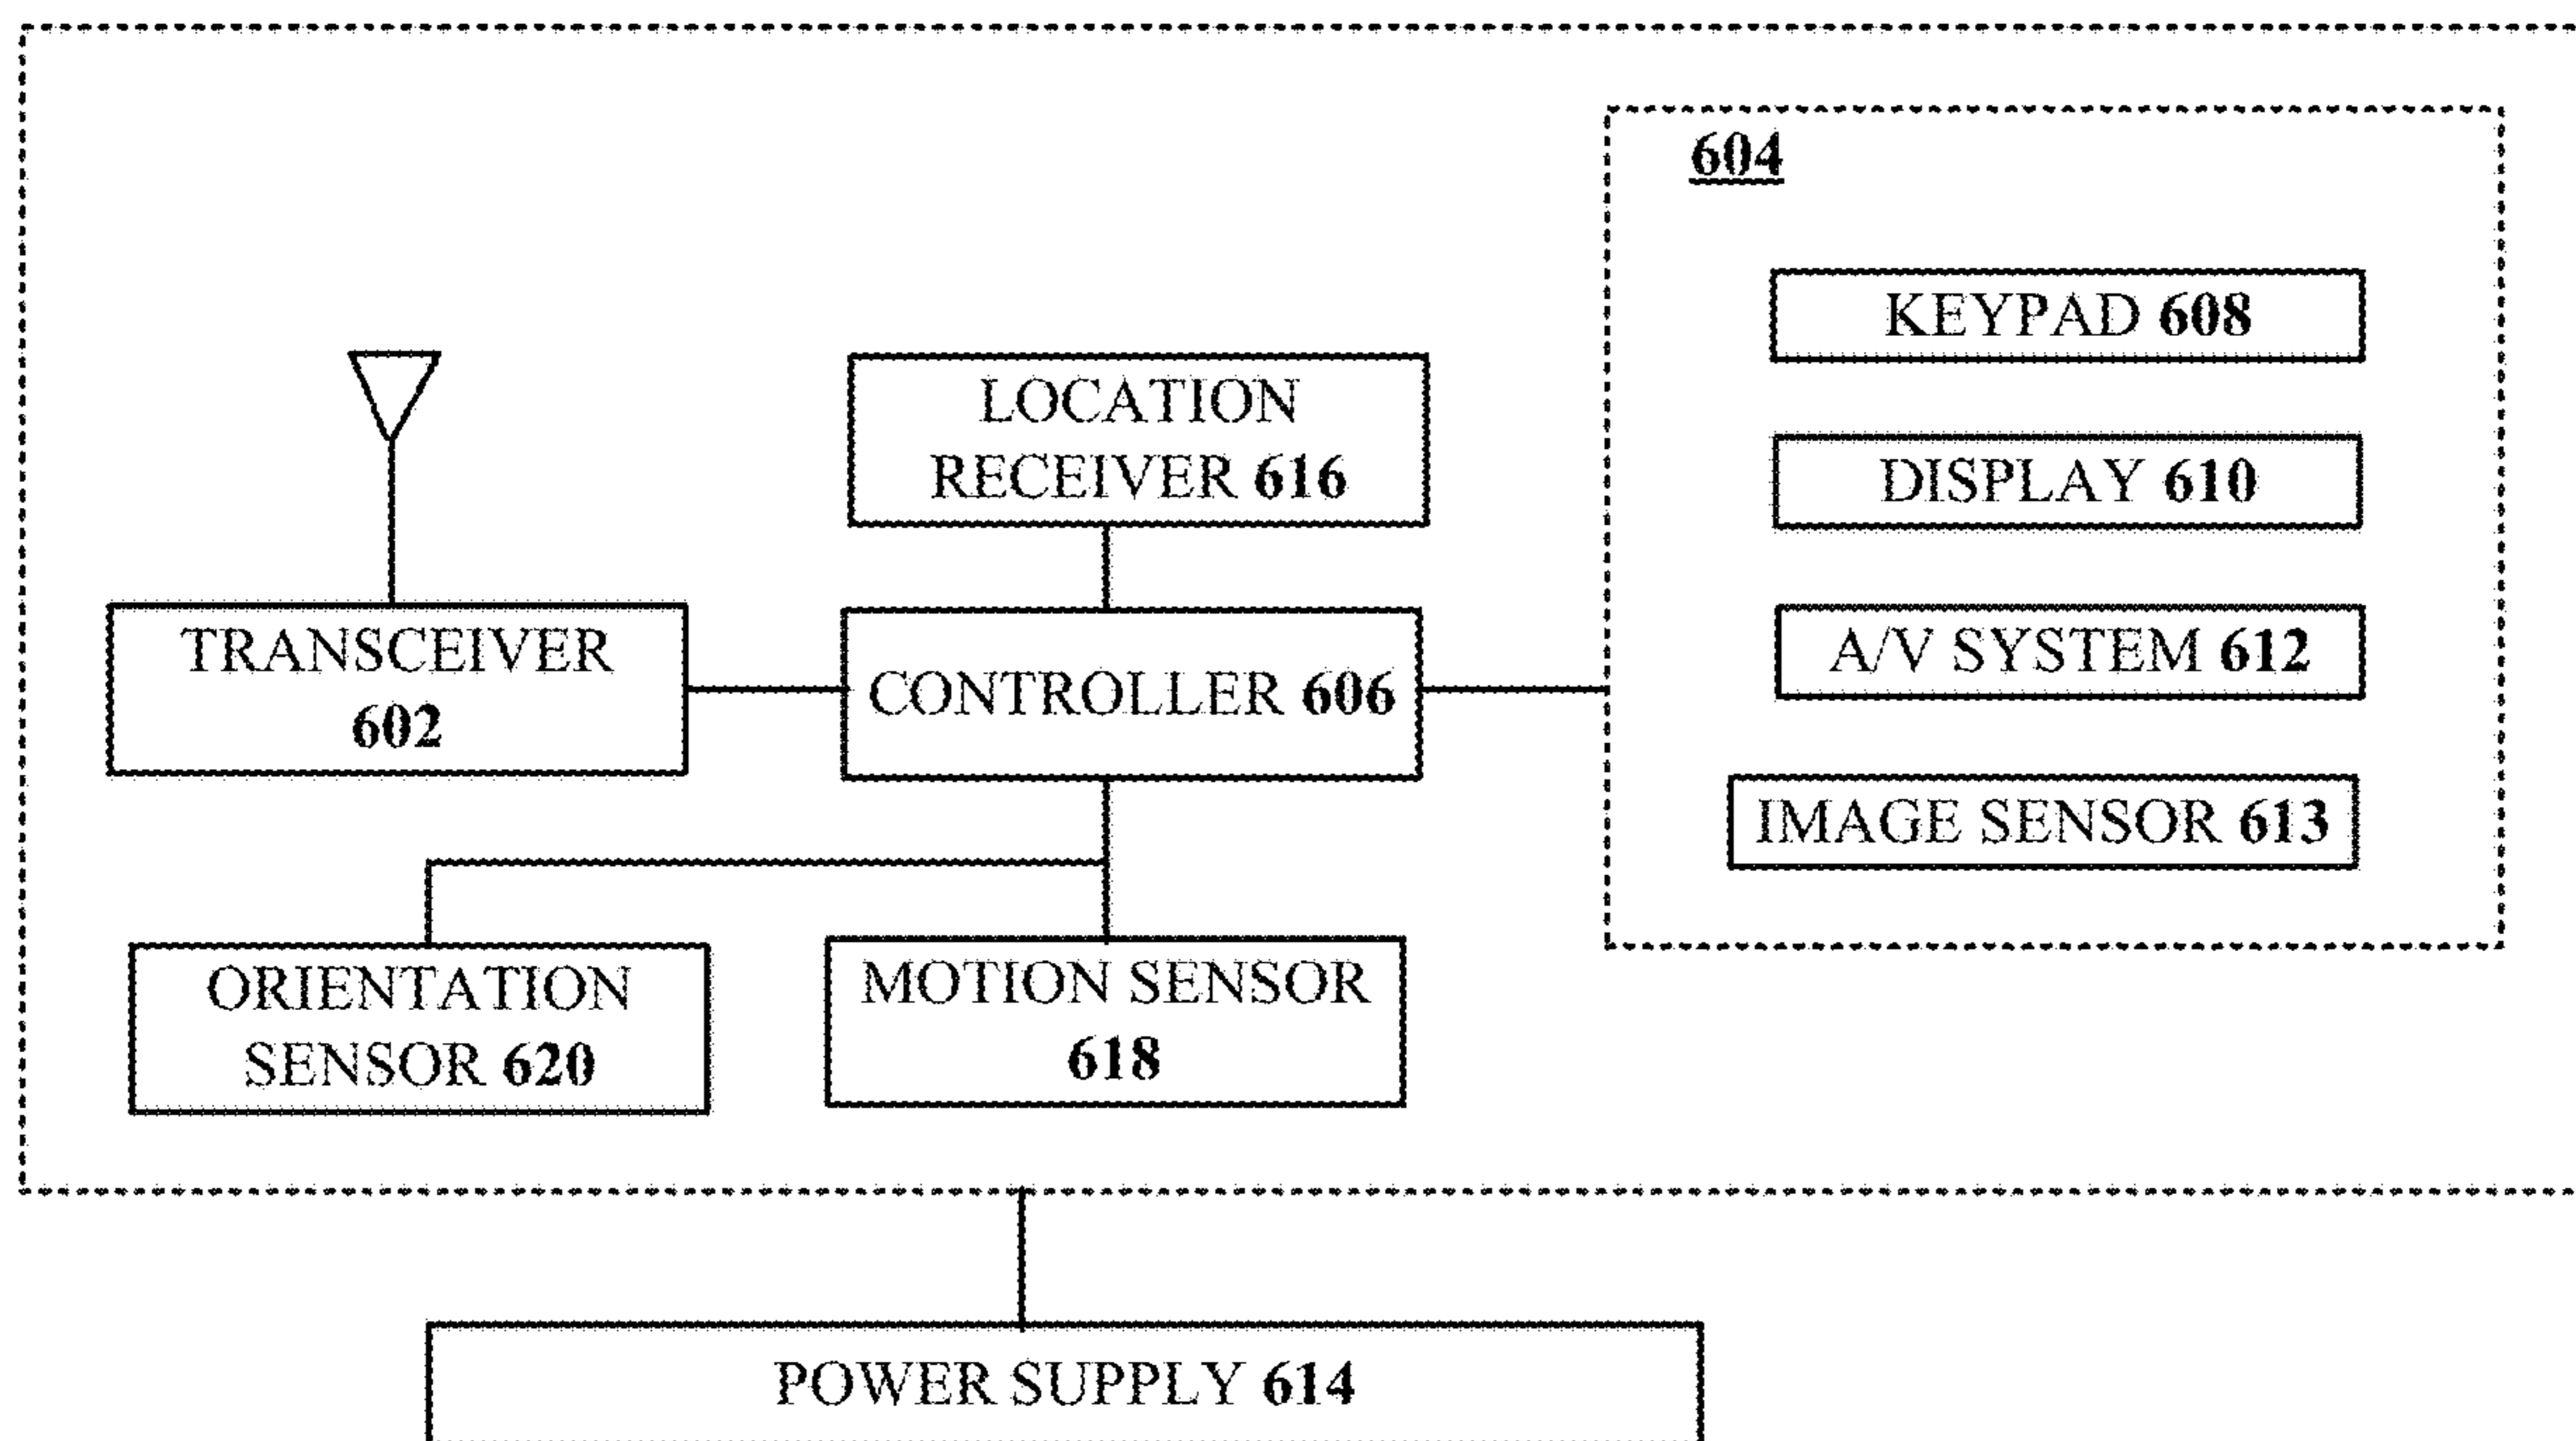 604
KEYPAD 608
LOCATION
RECEIVER 616
DISPLAY 610
TRANSCEIVER
602
CONTROLLER 606
A/V SYSTEM 612
IMAGE SENSOR 613
ORIENTATION
SENSOR 620
MOTION SENSOR
618
POWER SUPPLY 614